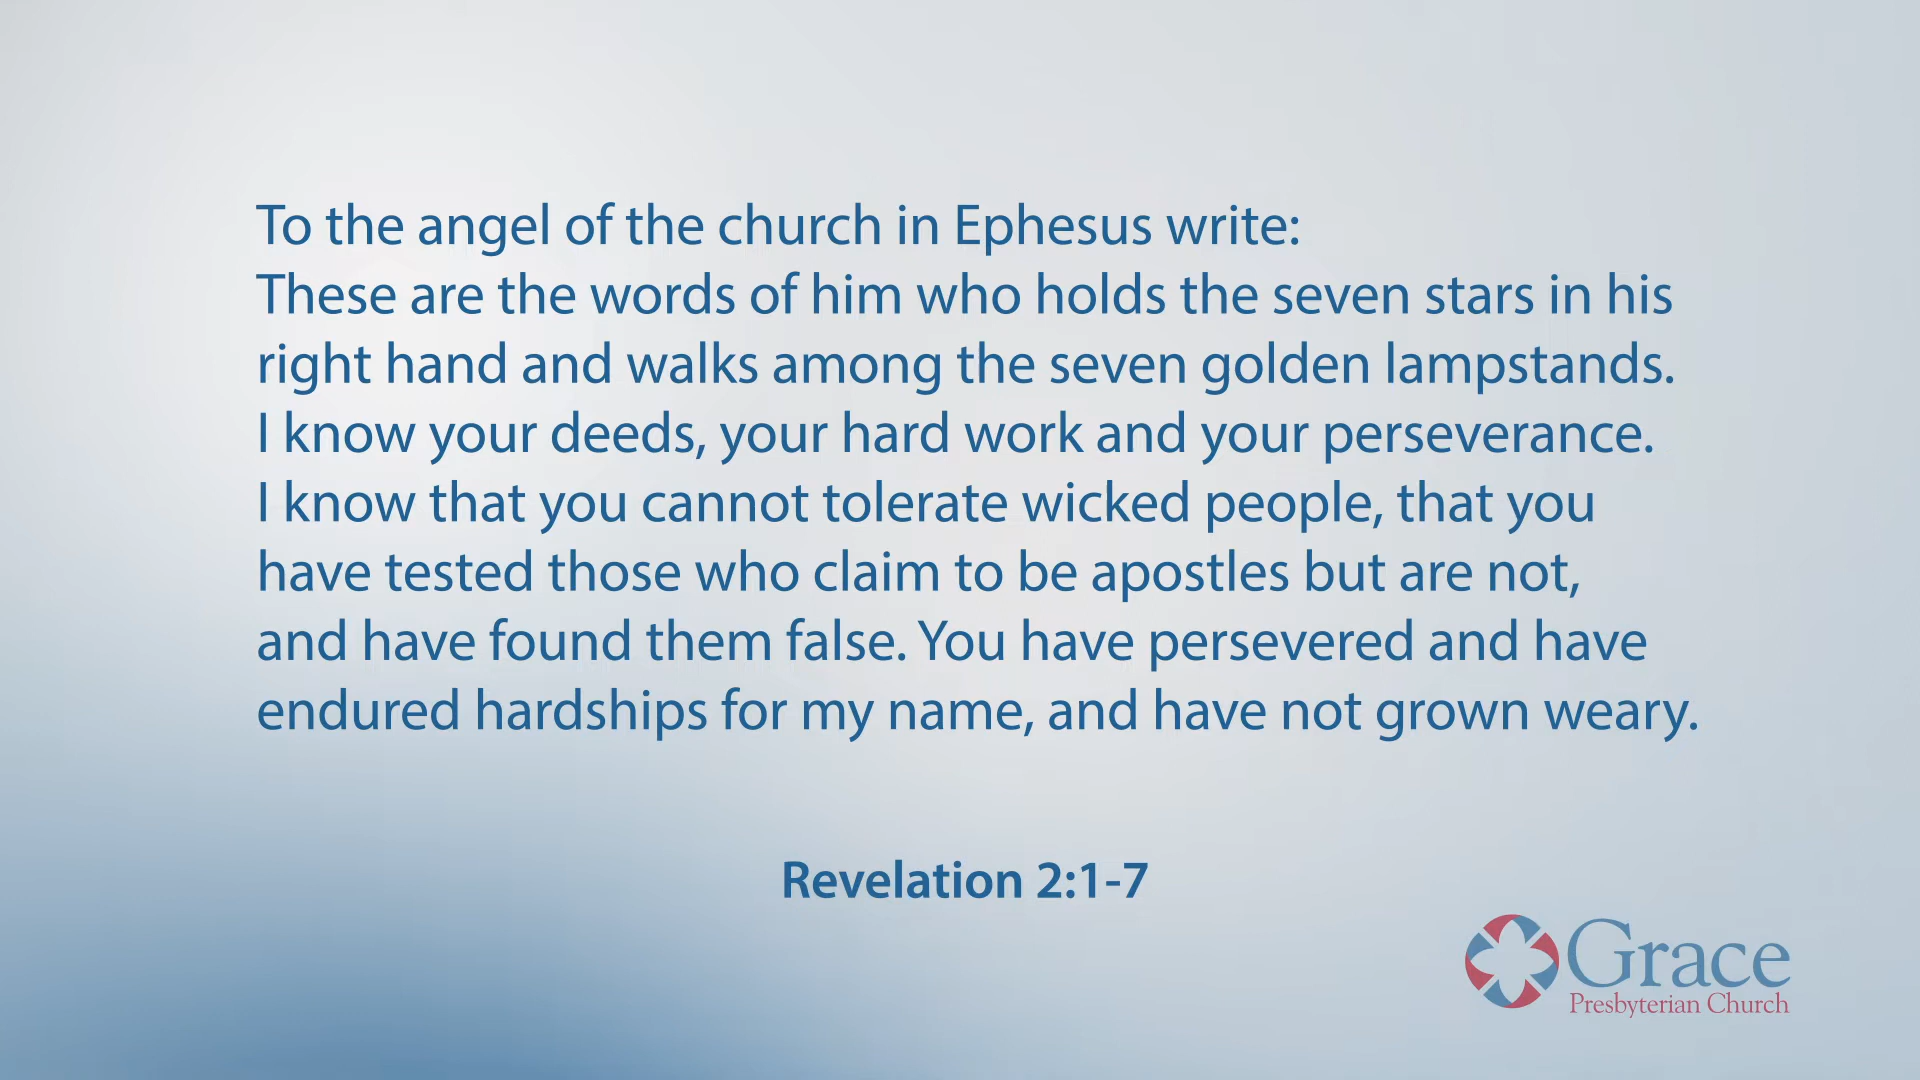 To the angel of the church in Ephesus write:
These are the words of him who holds the seven stars in his
right hand and walks among the seven golden lampstands.
I know your deeds, your hard work and your perseverance.
I know that you cannot tolerate wicked people, that you
have tested those who claim to be apostles but are not,
and have found them false. You have persevered and have
endured hardships for my name, and have not grown weary.
Revelation 2:1-7
Grace
Presbyterian Church